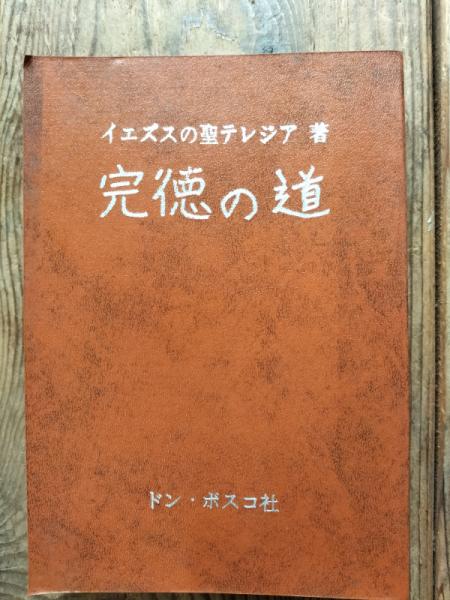 イエズスの聖テレジア 著
完徳の道
ドン・ボスコ社